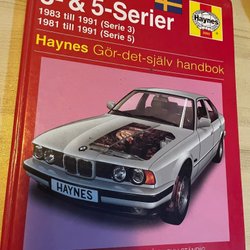 & 5-Serier
1983 till 1991 (Serie 3)
1981 till 1991 (Serie 5)
Haynes
Haynes Gör-det-själv handbok
HAYNES